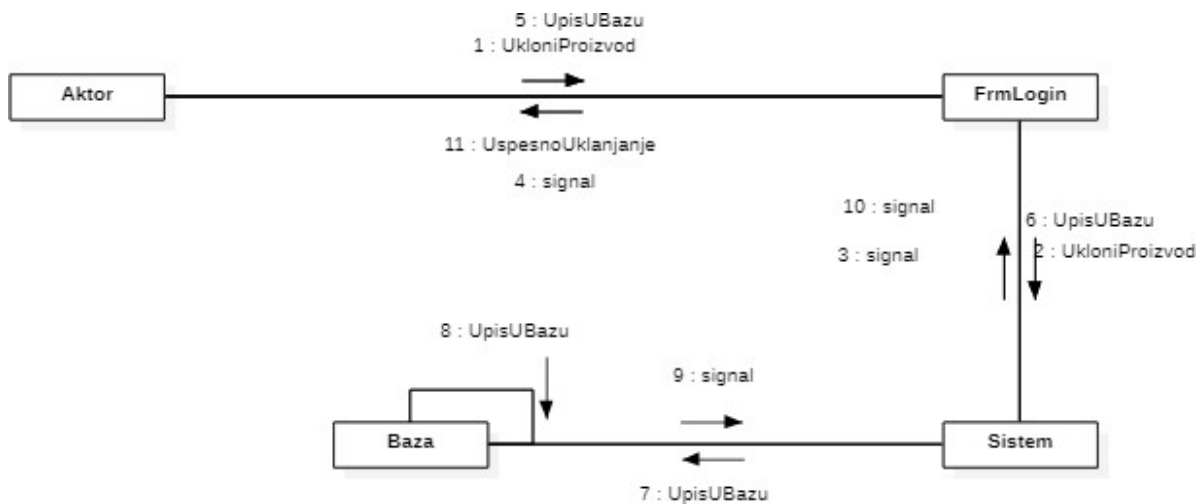 5 : UpisUBazu
1 : UkloniProizvod
Aktor
FrmLogin
11 : UspesnoUklanjanje
4 : signal
10 : signal
6 : UpisUBazu
3 : signal
2 : UkloniProizvod
8 : UpisUBazu
9 : signal
Baza
Sistem
7 : UpisUBazu